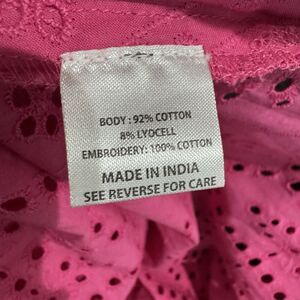 BODY : 92% COTTON
8% LYOCELL
EMBROIDERY: 100% COTTON
MADE IN INDIA
SEE REVERSE FOR CARE